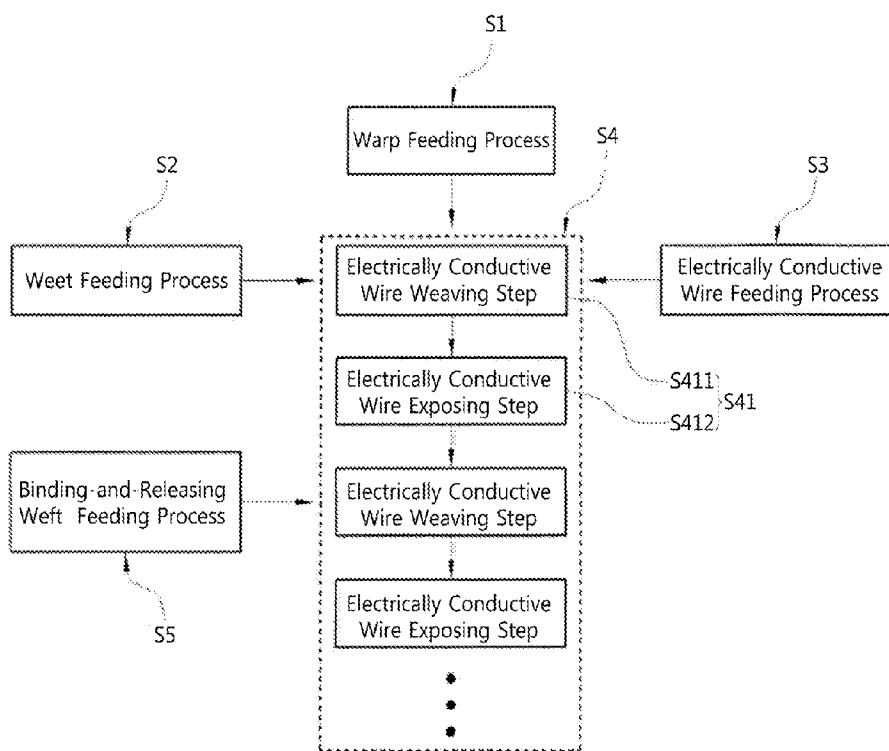 S1
Warp Feeding Process
S4
S2
S3
Weet Feeding Process
Electrically Conductive
Wire Weaving Step
Electrically Conductive
Wire Feeding Process
S411
S41
S412
Electrically Conductive
Wire Exposing Step
Binding-and-Releasing
Weft Feeding Process
Electrically Conductive
Wire Weaving Step
S5
Electrically Conductive
Wire Exposing Step